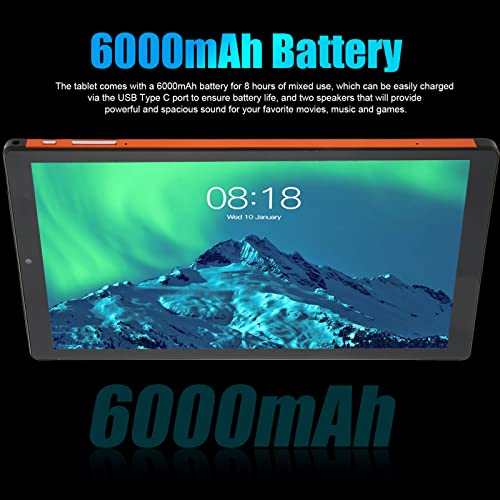 6000mAh Battery
The tablet comes with a 6000mAh battery for 8 hours of mixed use, which can be easily charged
via the USB Type C port to ensure battery life, and two speakers that will provide
powerful and spacious sound for your favorite movies, music and games.
08:18
Wed 10 January
6000mAh